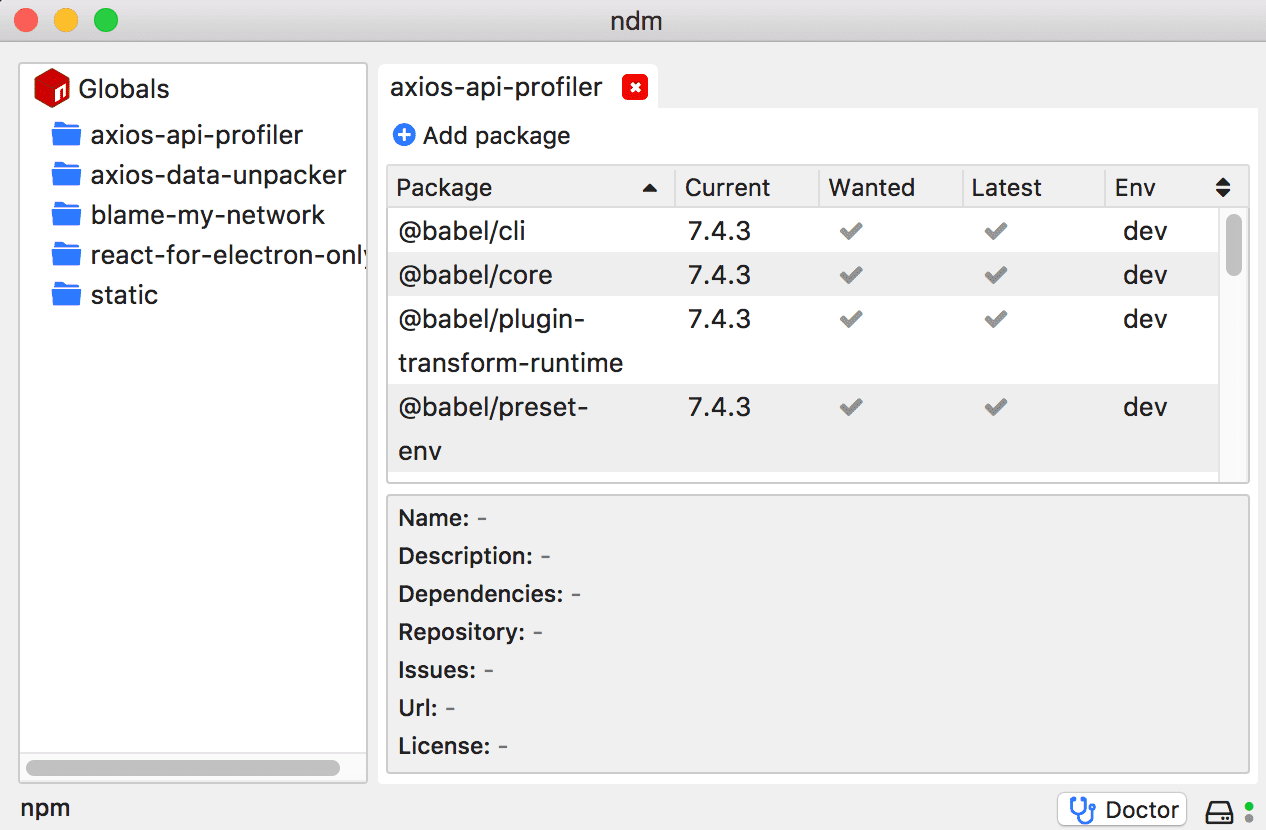 ndm
Globals
axios-api-profiler
axios-data-unpacker
blame-my-network
react-for-electron-only
static
axios-api-profiler
Add package
Package Current Wanted Latest Env
@babel/cli 7.4.3 dev
@babel/core 7.4.3 dev
@babel/plugin- 7.4.3 dev
transform-runtime
@babel/preset- 7.4.3 dev
env
Name: -
Description: -
Dependencies: -
Repository: -
Issues: -
Url: -
License: -
npm
Doctor